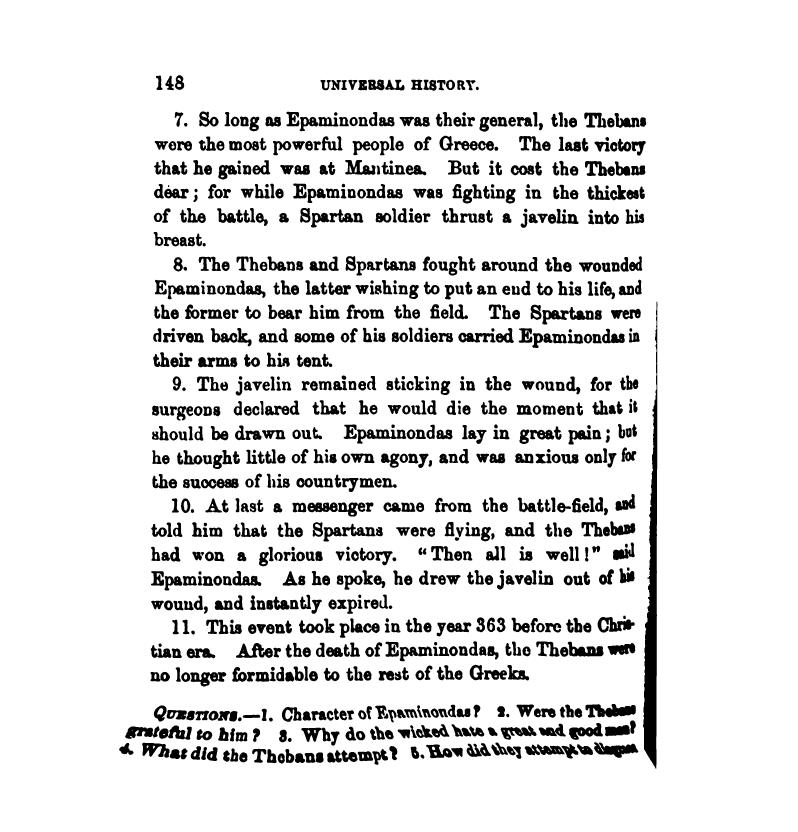 148 UNIVERSAL HISTORY.
7. So long as Epaminondas was their general, the Thebans
were the most powerful people of Greece. The last victory
that he gained was at Mantinea. But it cost the Thebans
dear; for while Epaminondas was fighting in the thickest
of the battle, a Spartan soldier thrust a javelin into his
breast.
8. The Thebans and Spartans fought around the wounded
Epaminondas, the latter wishing to put an end to his life, and
the former to bear him from the field. The Spartans were
driven back, and some of his soldiers carried Epaminondas in
their arms to his tent.
9. The javelin remained sticking in the wound, for the
surgeons declared that he would die the moment that it
should be drawn out. Epaminondas lay in great pain; but
he thought little of his own agony, and was anxious only for
the success of his countrymen.
10. At last a messenger came from the battle-field, and
told him that the Spartans were flying, and the Thebans
had won a glorious victory. “Then all is well!” said
Epaminondas. As he spoke, he drew the javelin out of his
wound, and instantly expired.
11. This event took place in the year 363 before the Chris-
tian era. After the death of Epaminondas, the Thebans were
no longer formidable to the rest of the Greeks.
QUESTIONS.—1. Character of Epaminondas? 2. Were the Thebans
grateful to him? 3. Why do the wicked hate a great and good man?
4. What did the Thebans attempt? 5. How did they attempt to disgrace